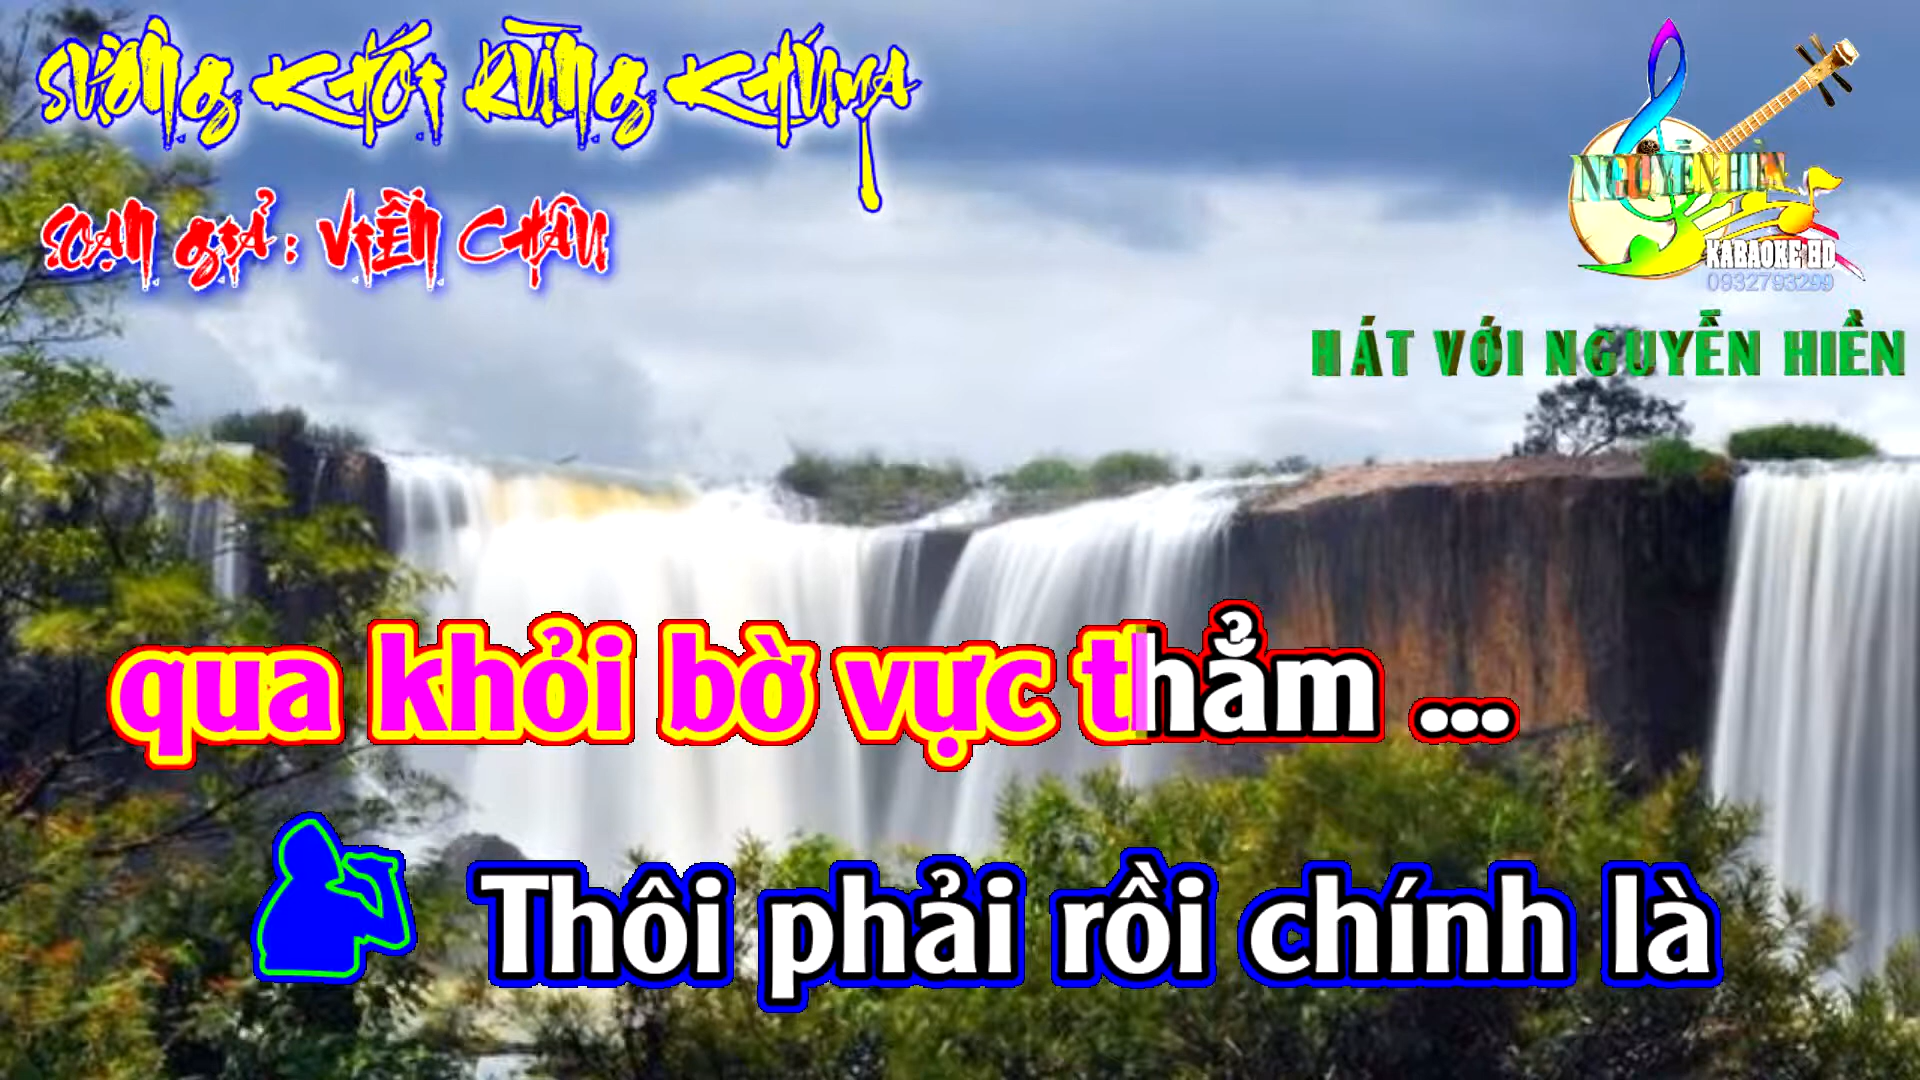 SƯƠNG KHÓI RỪNG KHUYA
SOẠN GIẢ : VIỄN CHÂU
NGUYỄN HIỀN
KARAOKE HD
0932793299
HÁT VỚI NGUYỄN HIỀN
qua khỏi bờ vực thẳm ...
Thôi phải rồi chính là